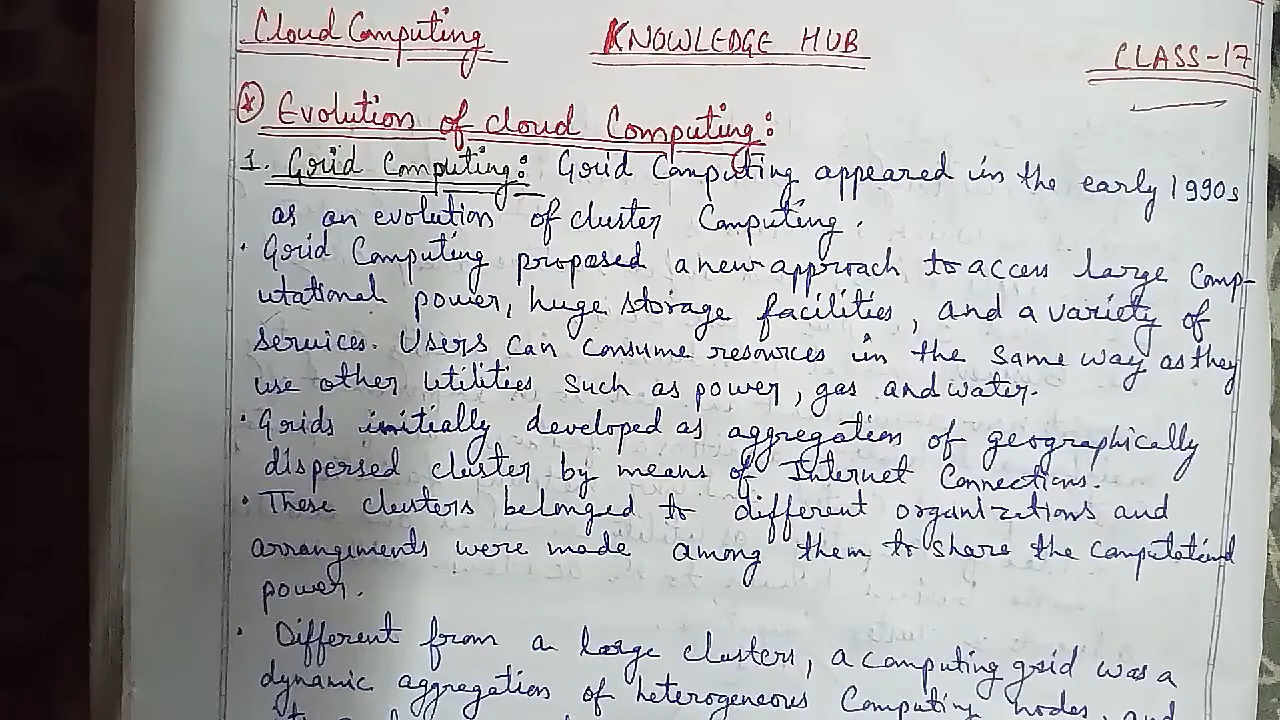 Cloud Computing KNOWLEDGE HUB CLASS-17
Evolution of cloud Computing:
1. Grid Computing: Grid Computing appeared in the early 1990s
as an evolution of cluster Computing.
· Grid Computing proposed a new approach to access large Comp-
utational power, huge storage facilities, and a variety of
services. Users can consume resources in the same way as they
use other utilities such as power, gas and water.
· Grids initially developed as aggregation of geographically
dispersed cluster by means of Internet Connections.
· These clusters belonged to different organizations and
arrangements were made among them to share the computational
power.
· Different from a large clusters, a computing grid was a
dynamic aggregation of heterogeneous Computing nodes, and